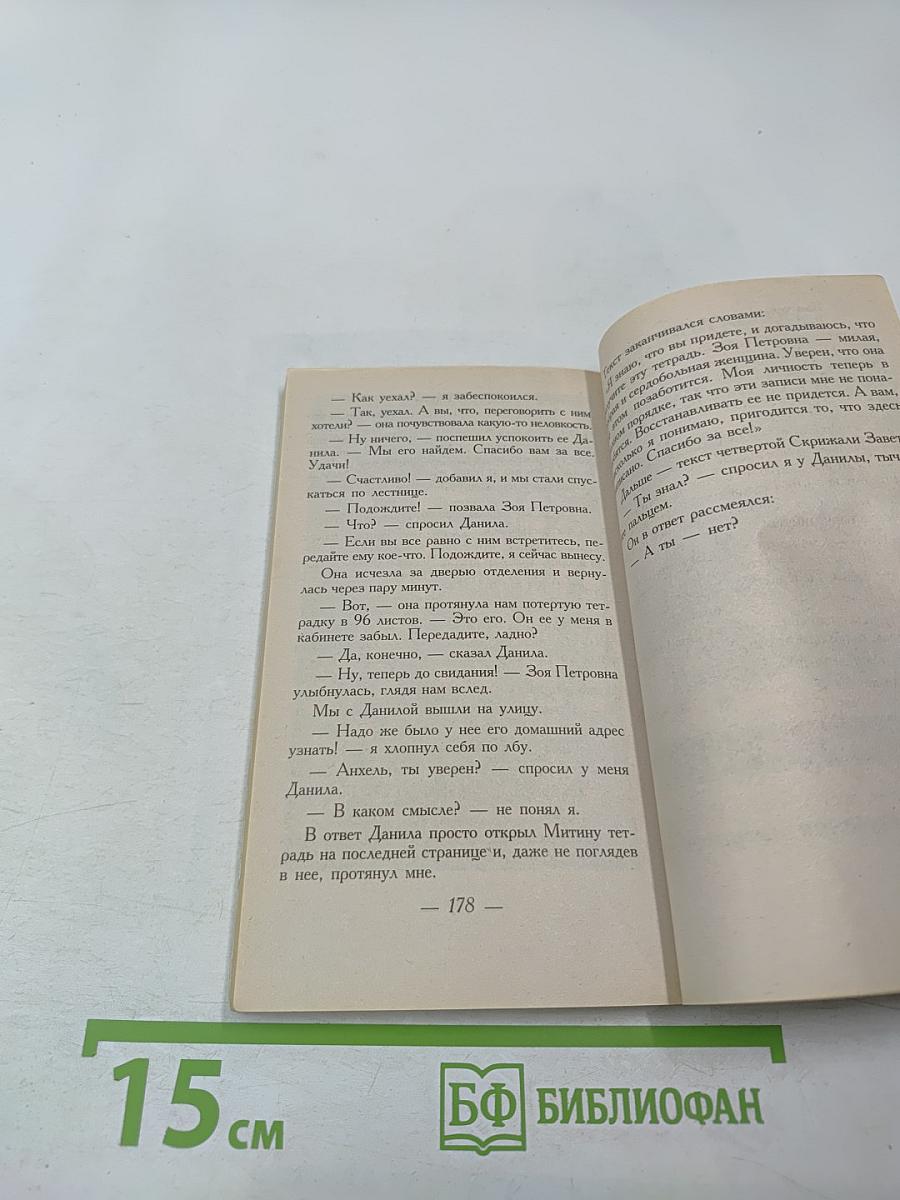 — Как уехал? — я забеспокоился.
— Так, уехал. А вы, что, переговорить с ним
хотели? — она почувствовала какую-то неловкость.
— Ну ничего, — поспешил успокоить ее Да-
нила. — Мы его найдем. Спасибо вам за все.
Удачи!
— Счастливо! — добавил я, и мы стали спус-
каться по лестнице.
— Подождите! — позвала Зоя Петровна.
— Что? — спросил Данила.
— Если вы все равно с ним встретитесь, пе-
редайте ему кое-что. Подождите, я сейчас вынесу.
Она исчезла за дверью отделения и верну-
лась через пару минут.
— Вот, — она протянула нам потертую тет-
радку в 96 листов. — Это его. Он ее у меня в
кабинете забыл. Передадите, ладно?
— Да, конечно, — сказал Данила.
— Ну, теперь до свидания! — Зоя Петровна
улыбнулась, глядя нам вслед.
Мы с Данилой вышли на улицу.
— Надо же было у нее его домашний адрес
узнать! — я хлопнул себя по лбу.
— Анхель, ты уверен? — спросил у меня
Данила.
— В каком смысле? — не понял я.
В ответ Данила просто открыл Митину тет-
радь на последней странице и, даже не поглядев
в нее, протянул мне.
— 178 —
Текст заканчивался словами:
«Я знаю, что вы придете, и догадываюсь, что
эту тетрадь. Зоя Петровна — милая,
и сердобольная женщина. Уверен, что она
этом позаботится. Моя личность теперь в
порядке, так что эти записи мне не пона-
Восстанавливать ее не придется. А вам,
я понимаю, пригодится то, что здесь
Спасибо за все!»
Дальше — текст четвертой Скрижали Завет
— Ты знал? — спросил я у Данилы, тыч
пальцем.
Он в ответ рассмеялся:
— А ты — нет?
15 см
БФ БИБЛИОФАН